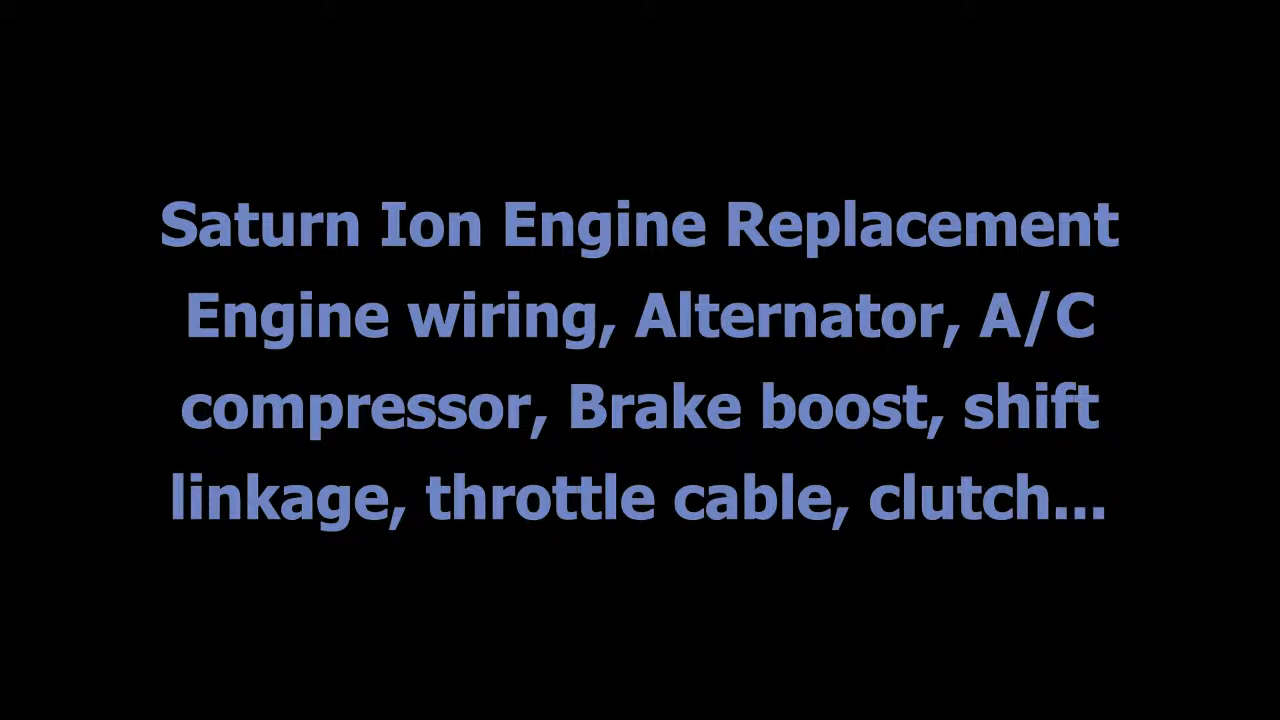 Saturn Ion Engine Replacement
Engine wiring, Alternator, A/C
compressor, Brake boost, shift
linkage, throttle cable, clutch...